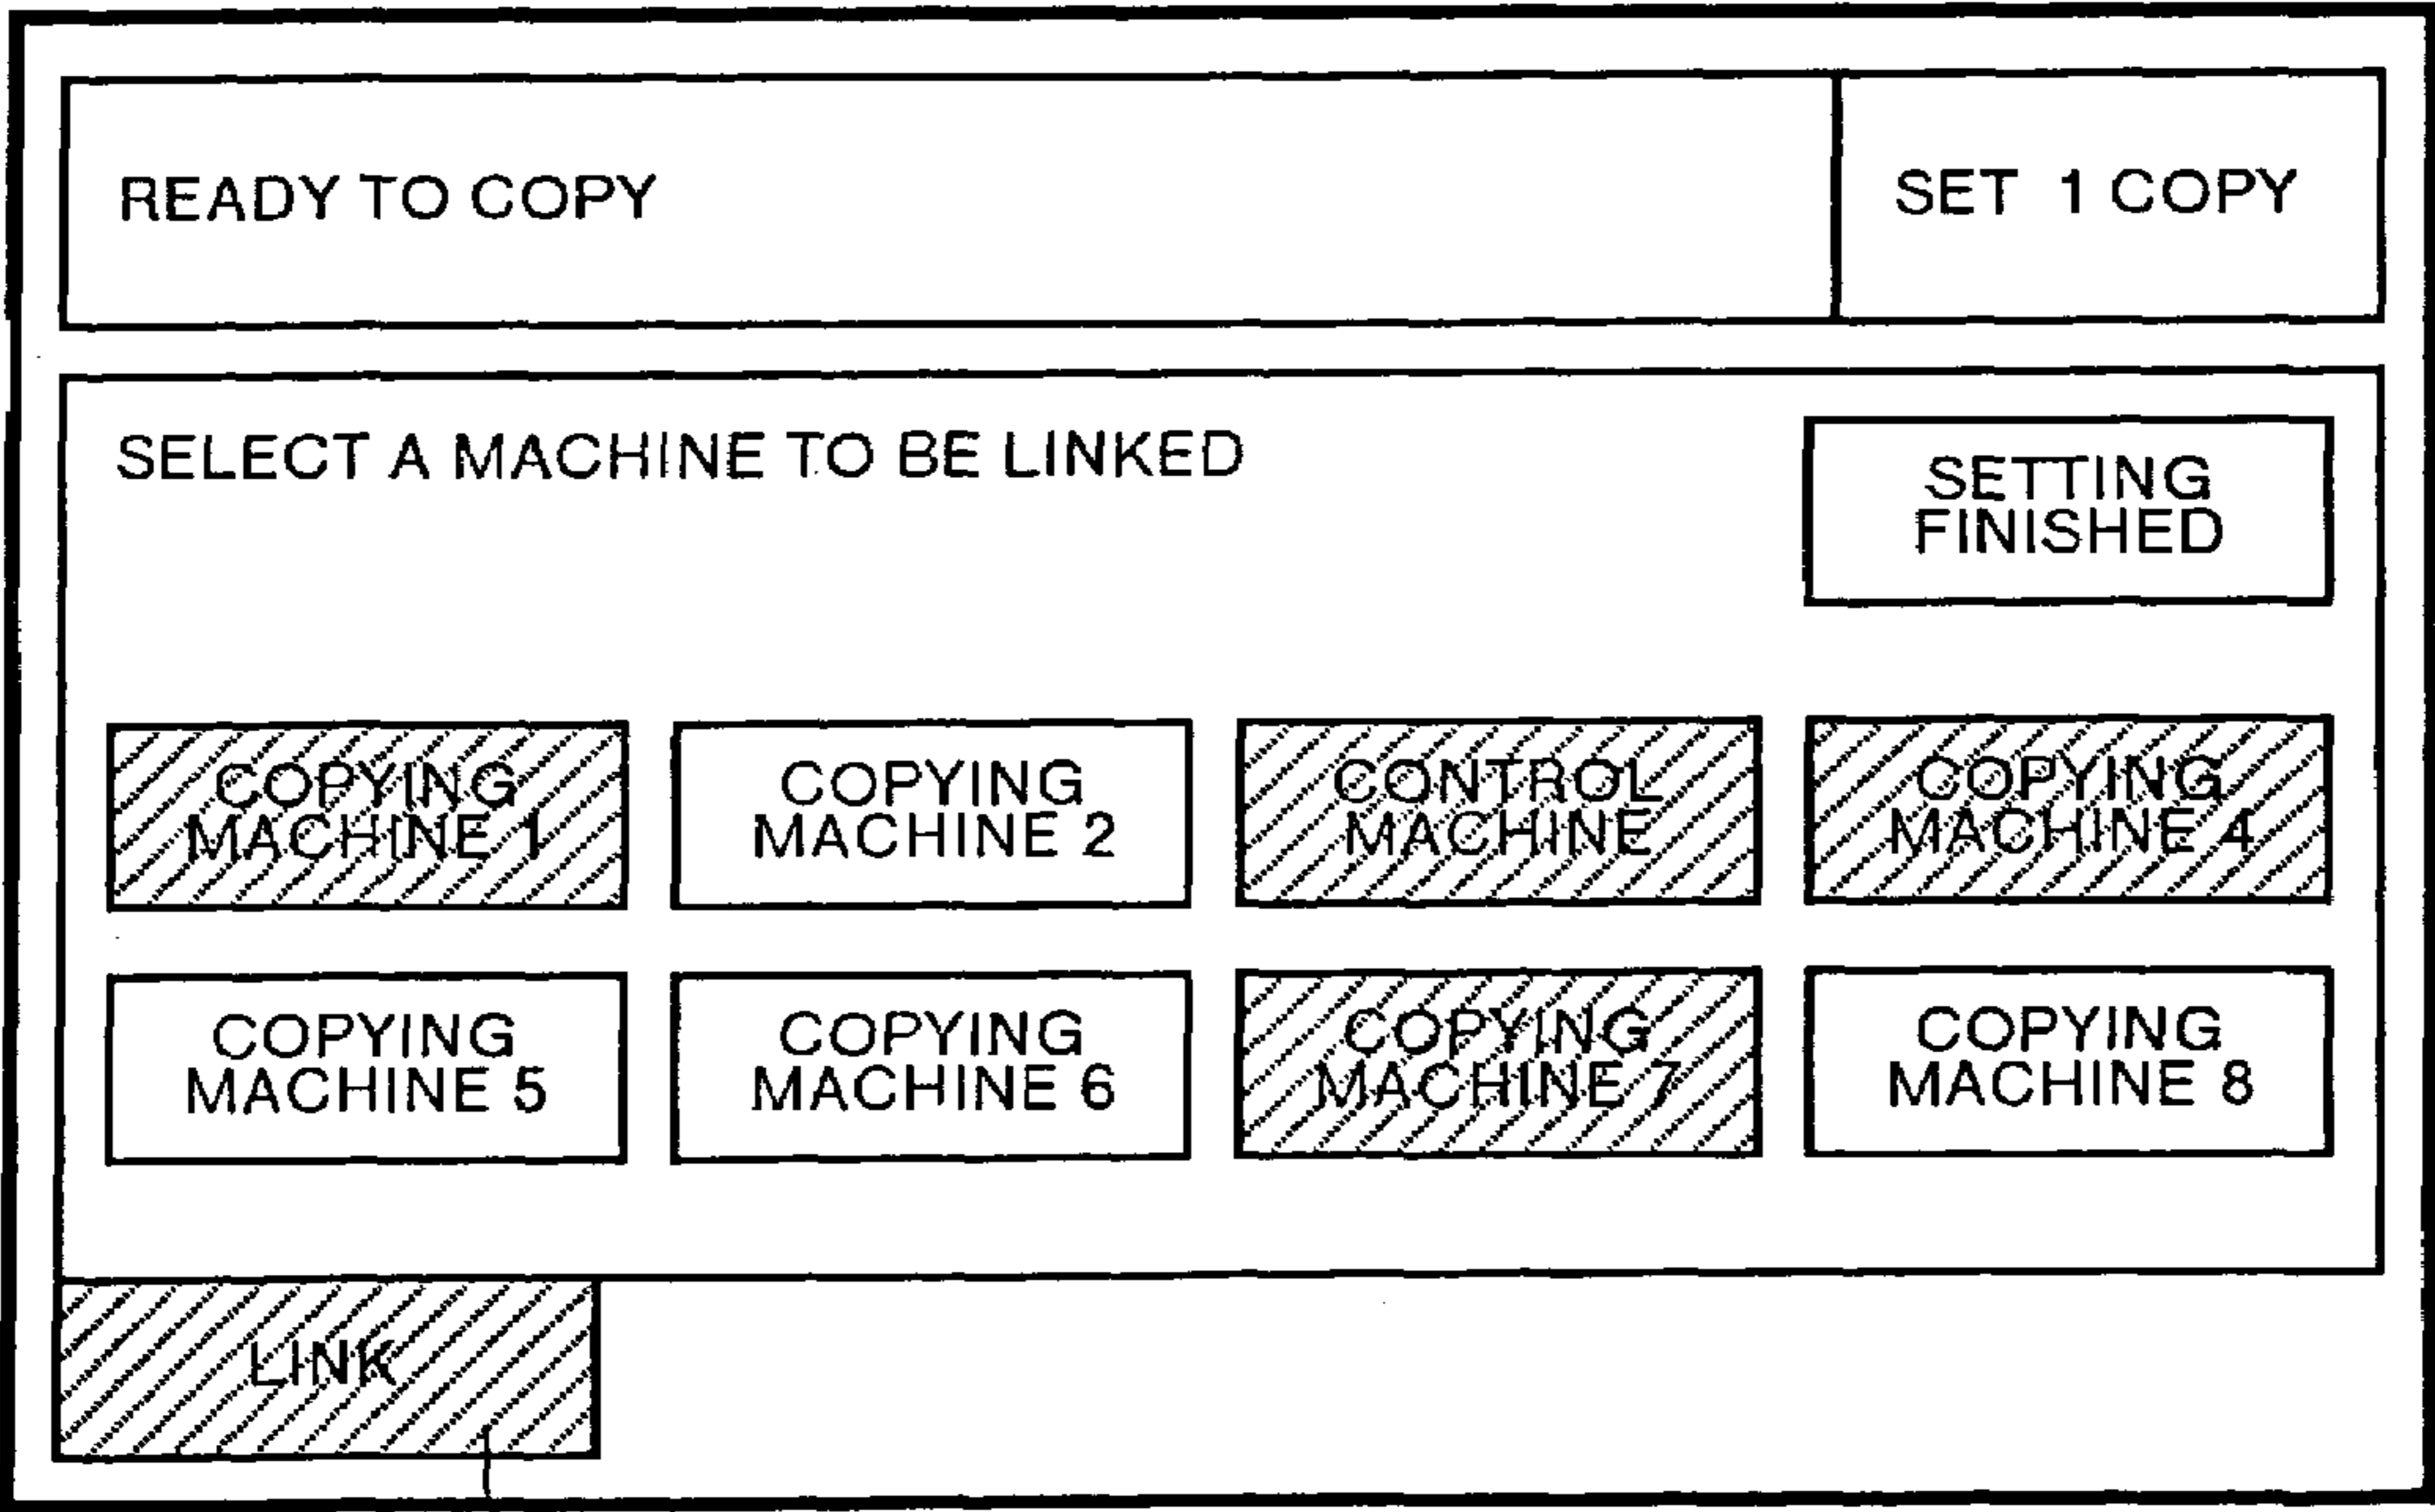 READY TO COPY
SET 1 COPY
SELECT A MACHINE TO BE LINKED
SETTING
FINISHED
COPYING
MACHINE 1
COPYING
MACHINE 2
CONTROL
MACHINE
COPYING
MACHINE 4
COPYING
MACHINE 5
COPYING
MACHINE 6
COPYING
MACHINE 7
COPYING
MACHINE 8
LINK